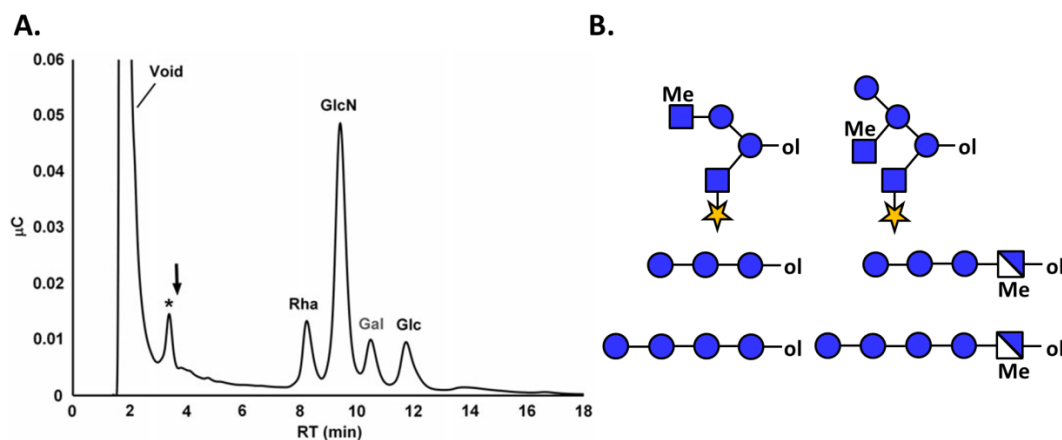 A.
B.
0.06
0.05
0.04
0.03
0.02
0.01
0
µC
Void
*
Rha
GlcN
Gal
Glc
0 2 4 6 8 10 12 14 16 18
RT (min)
Me
ol
Me
ol
ol
ol
Me
ol
ol
Me